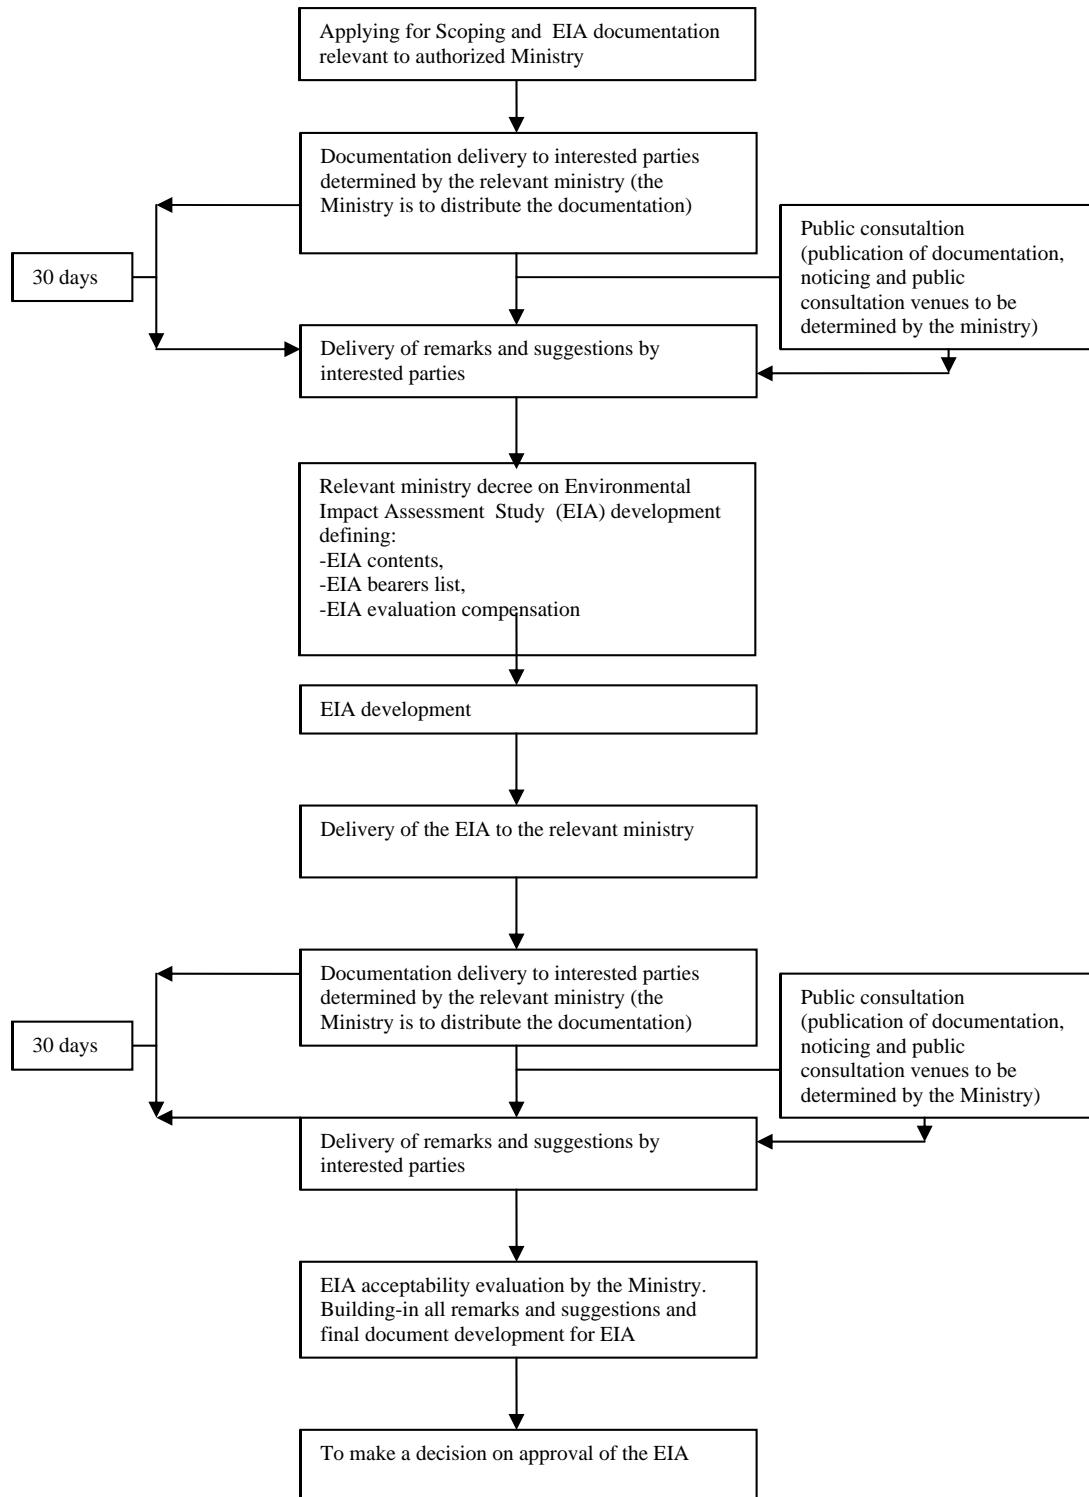 Applying for Scoping and EIA documentation
relevant to authorized Ministry
Documentation delivery to interested parties
determined by the relevant ministry (the
Ministry is to distribute the documentation)
Public consutaltion
(publication of documentation,
noticing and public
consultation venues to be
determined by the ministry)
30 days
Delivery of remarks and suggestions by
interested parties
Relevant ministry decree on Environmental
Impact Assessment Study (EIA) development
defining:
-EIA contents,
-EIA bearers list,
-EIA evaluation compensation
EIA development
Delivery of the EIA to the relevant ministry
Documentation delivery to interested parties
determined by the relevant ministry (the
Ministry is to distribute the documentation)
Public consultation
(publication of documentation,
noticing and public
consultation venues to be
determined by the Ministry)
30 days
Delivery of remarks and suggestions by
interested parties
EIA acceptability evaluation by the Ministry.
Building-in all remarks and suggestions and
final document development for EIA
To make a decision on approval of the EIA